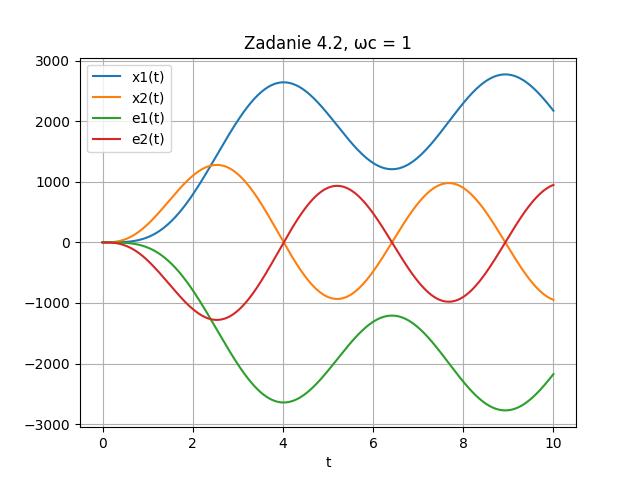 Zadanie 4.2, ωc = 1
x1(t)
x2(t)
e1(t)
e2(t)
3000
2000
1000
0
−1000
−2000
−3000
0 2 4 6 8 10
t